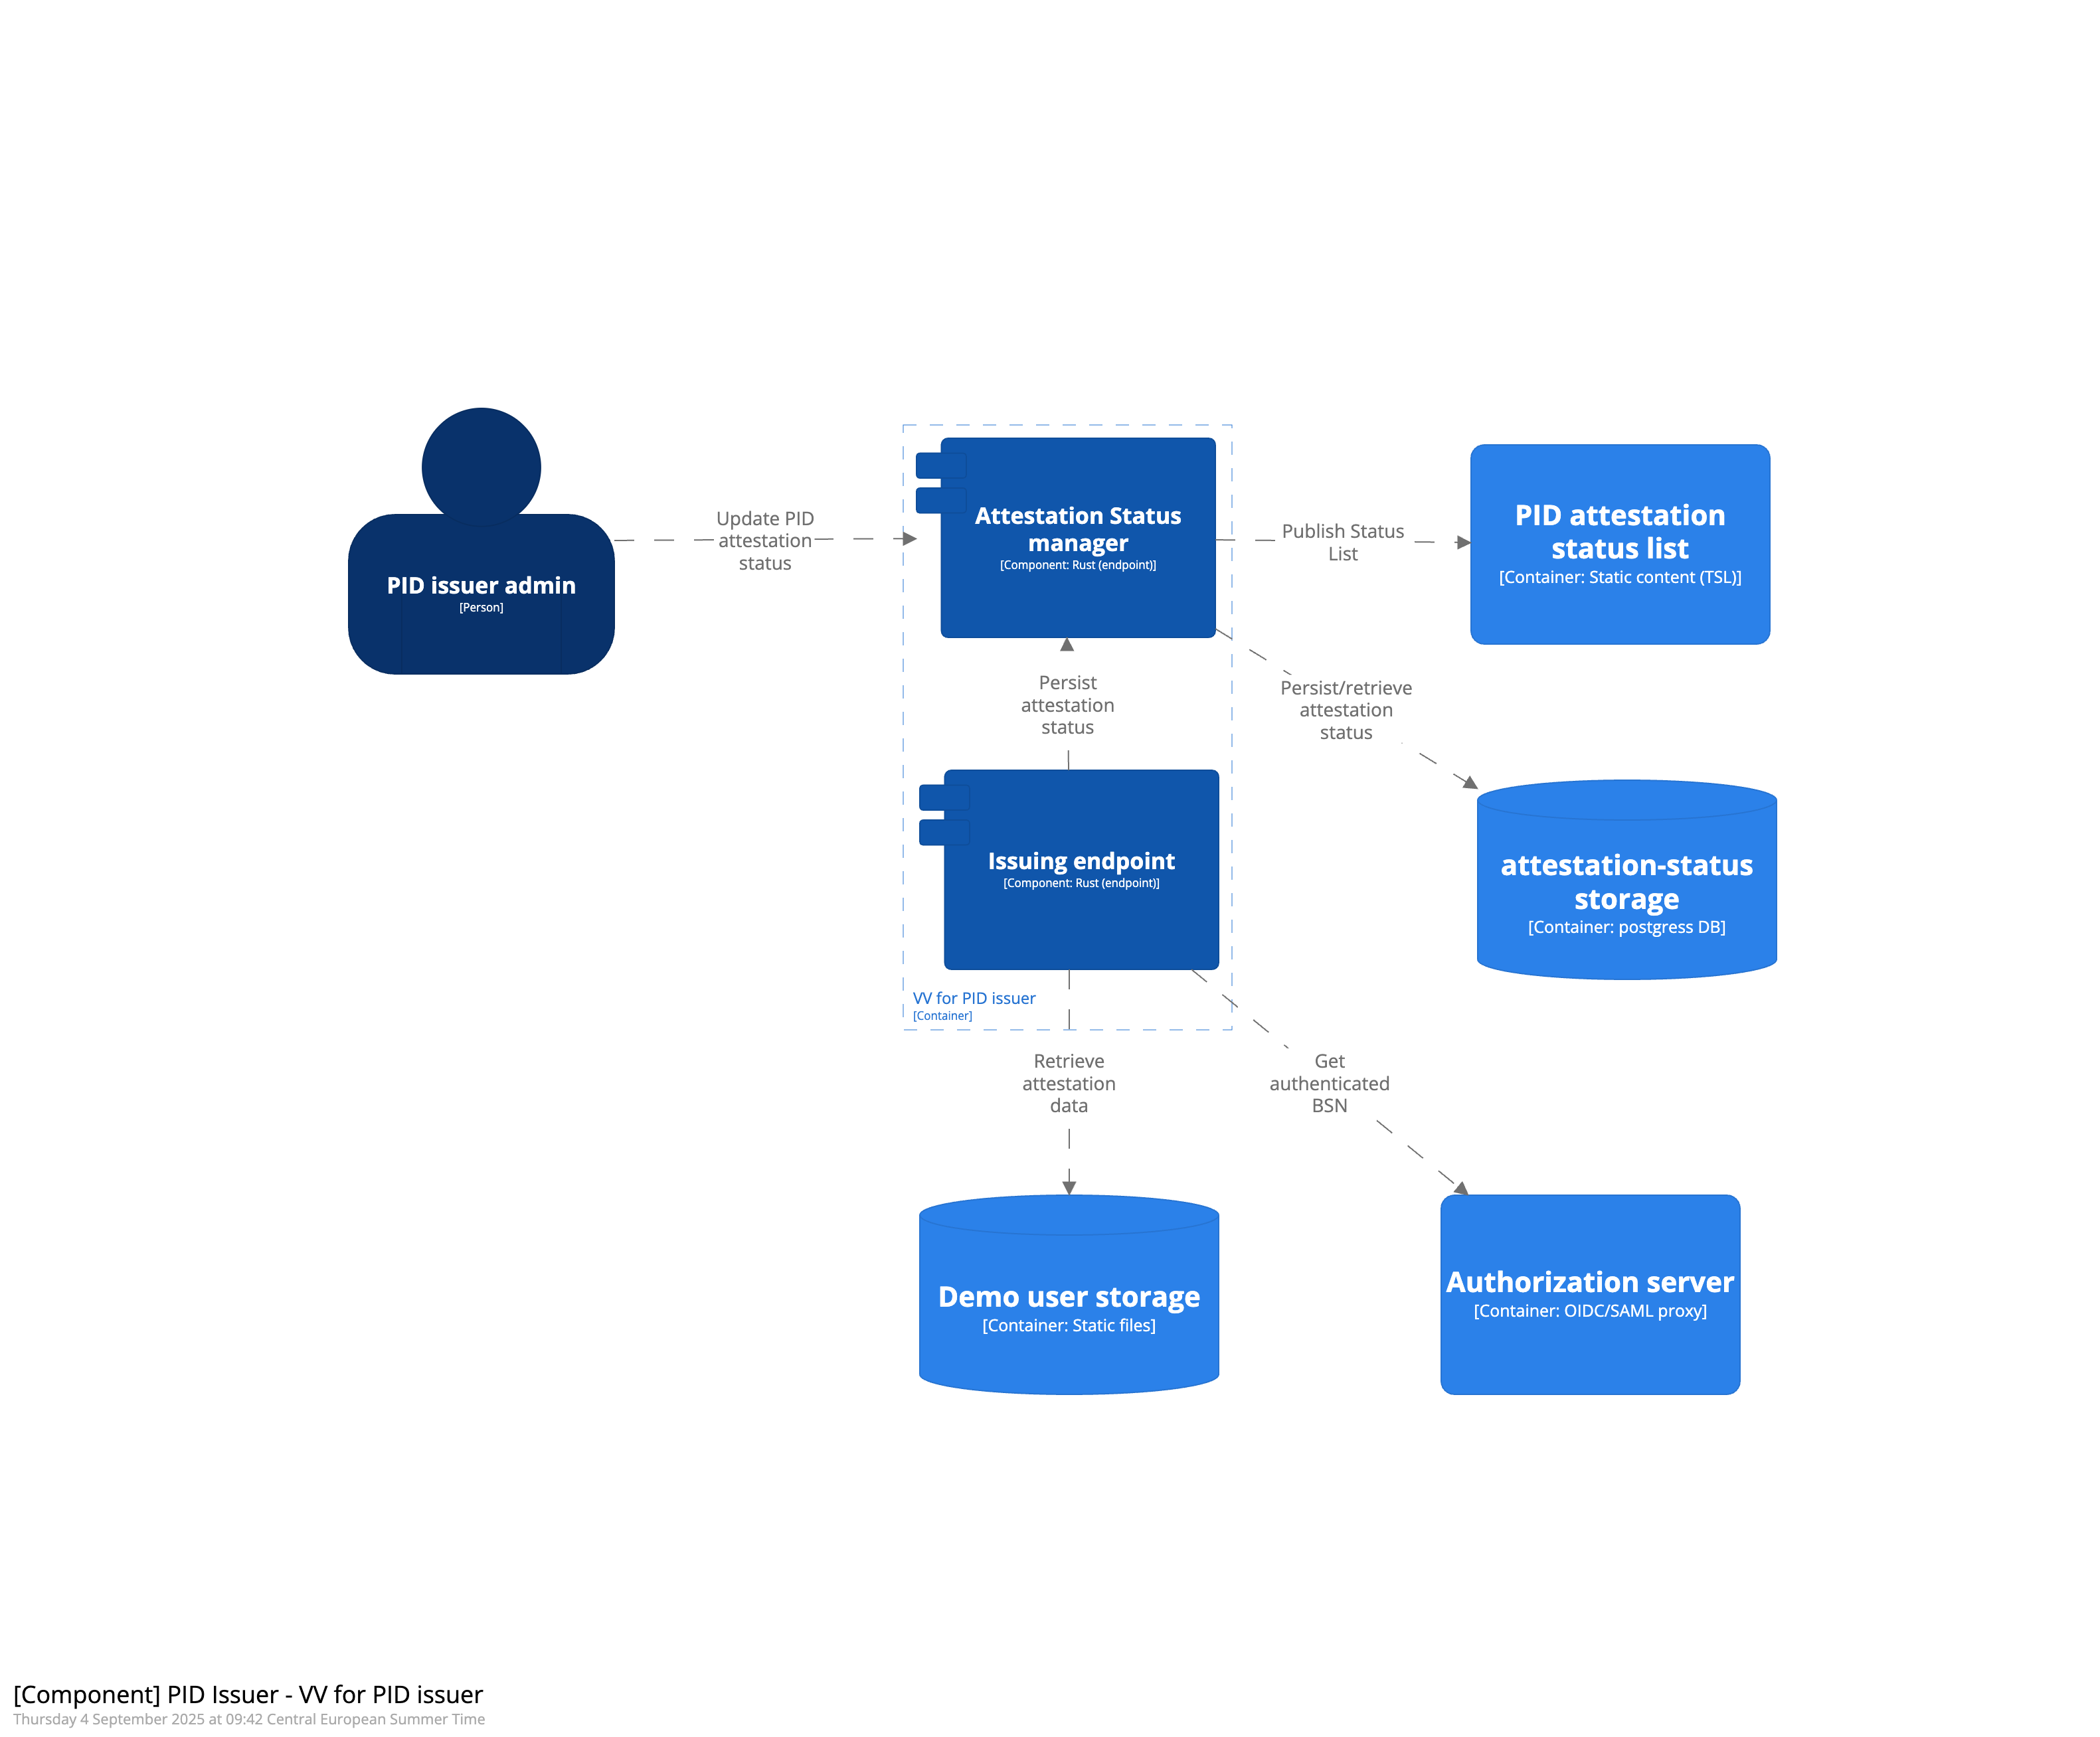 PID issuer admin
[Person]
Update PID
attestation
status
Attestation Status
manager
[Component: Rust (endpoint)]
Publish Status
List
PID attestation
status list
[Container: Static content (TSL)]
Persist
attestation
status
Persist/retrieve
attestation
status
Issuing endpoint
[Component: Rust (endpoint)]
attestation-status
storage
[Container: postgress DB]
VV for PID issuer
[Container]
Retrieve
attestation
data
Get
authenticated
BSN
Demo user storage
[Container: Static files]
Authorization server
[Container: OIDC/SAML proxy]
[Component] PID Issuer - VV for PID issuer
Thursday 4 September 2025 at 09:42 Central European Summer Time